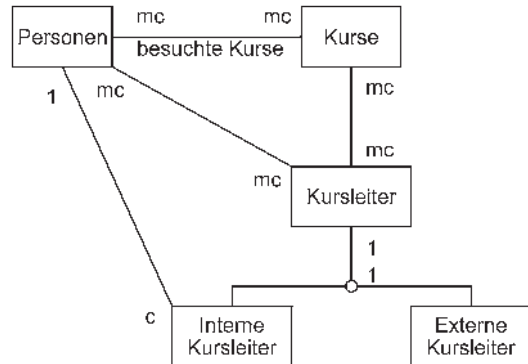 mc mc
Personen
Kurse
besuchte Kurse
1
mc
mc
mc
mc
Kursleiter
1
1
c
Interne
Kursleiter
Externe
Kursleiter